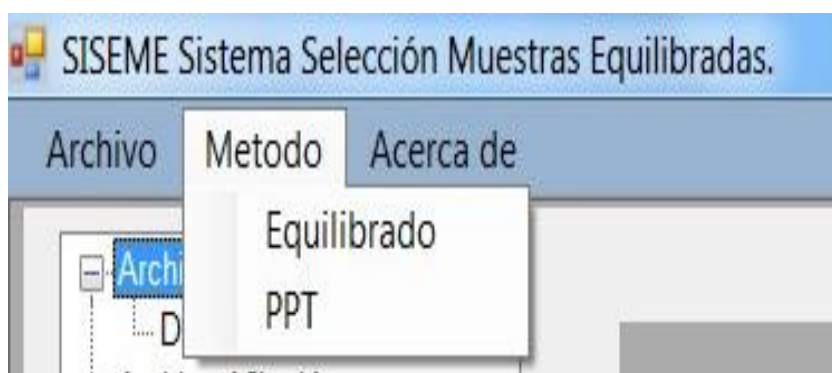 SISEME Sistema Selección Muestras Equilibradas.
Archivo Metodo Acerca de
Equilibrado
PPT